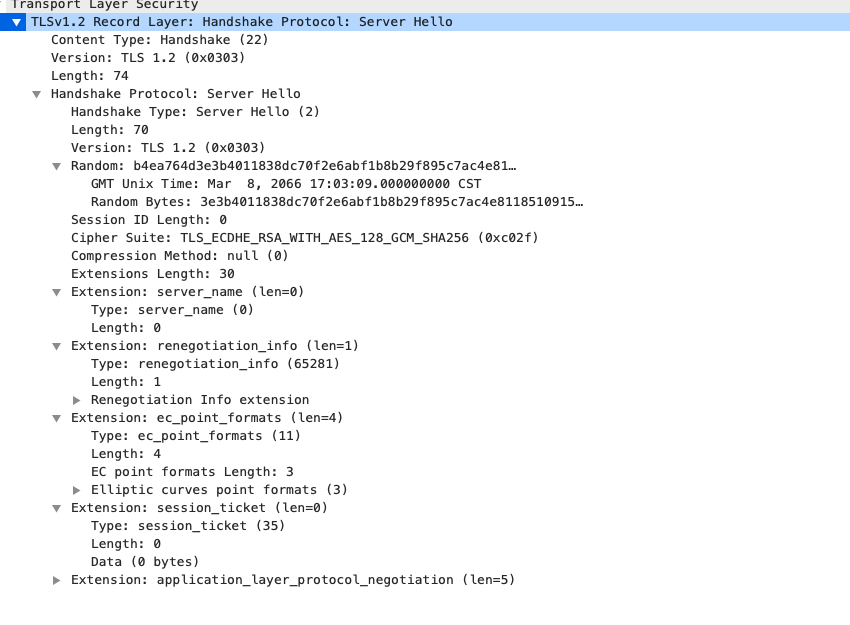 Transport Layer Security
TLSv1.2 Record Layer: Handshake Protocol: Server Hello
Content Type: Handshake (22)
Version: TLS 1.2 (0x0303)
Length: 74
Handshake Protocol: Server Hello
Handshake Type: Server Hello (2)
Length: 70
Version: TLS 1.2 (0x0303)
Random: b4ea764d3e3b4011838dc70f2e6abf1b8b29f895c7ac4e81…
GMT Unix Time: Mar  8, 2066 17:03:09.000000000 CST
Random Bytes: 3e3b4011838dc70f2e6abf1b8b29f895c7ac4e8118510915…
Session ID Length: 0
Cipher Suite: TLS_ECDHE_RSA_WITH_AES_128_GCM_SHA256 (0xc02f)
Compression Method: null (0)
Extensions Length: 30
Extension: server_name (len=0)
Type: server_name (0)
Length: 0
Extension: renegotiation_info (len=1)
Type: renegotiation_info (65281)
Length: 1
Renegotiation Info extension
Extension: ec_point_formats (len=4)
Type: ec_point_formats (11)
Length: 4
EC point formats Length: 3
Elliptic curves point formats (3)
Extension: session_ticket (len=0)
Type: session_ticket (35)
Length: 0
Data (0 bytes)
Extension: application_layer_protocol_negotiation (len=5)